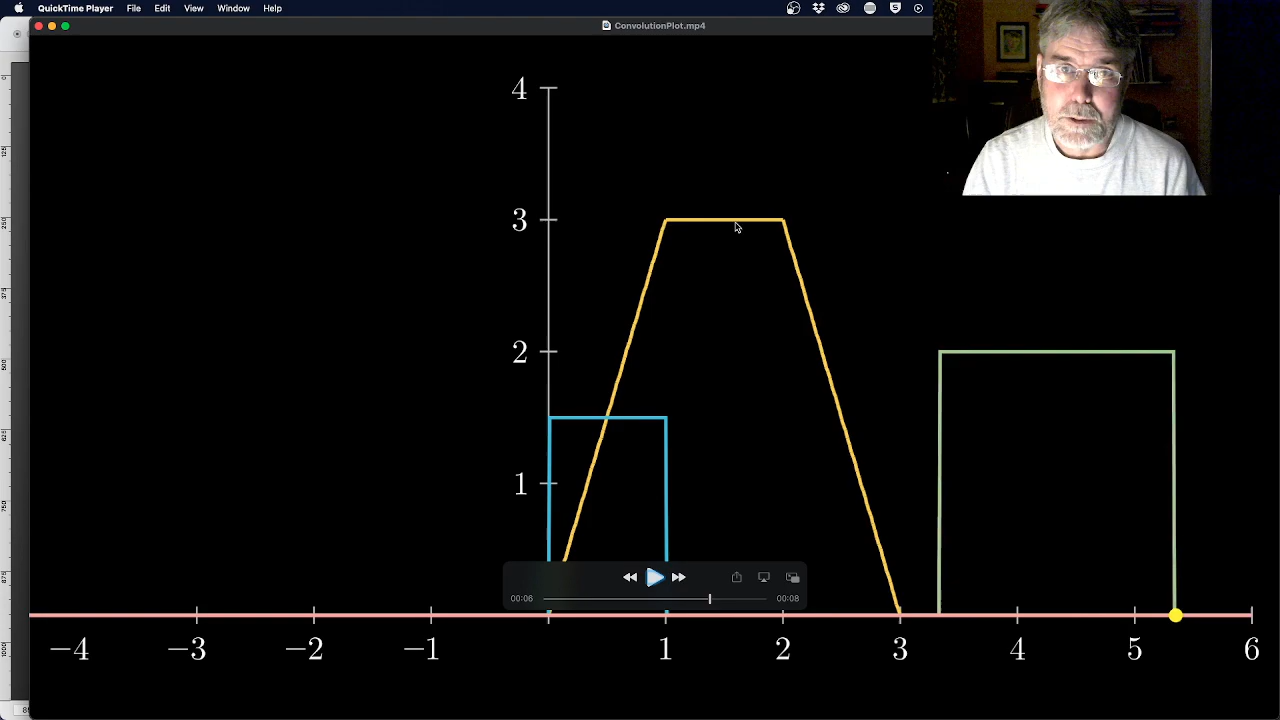 QuickTime Player File Edit View Window Help
ConvolutionPlot.mp4
4
3
2
1
00:06 00:08
−4 −3 −2 −1 1 2 3 4 5 6